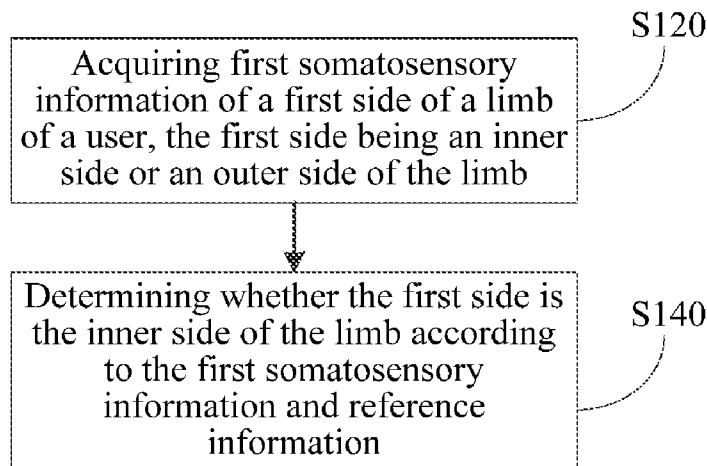 S120
Acquiring first somatosensory
information of a first side of a limb
of a user, the first side being an inner
side or an outer side of the limb
Determining whether the first side is
the inner side of the limb according
to the first somatosensory
information and reference
information
S140